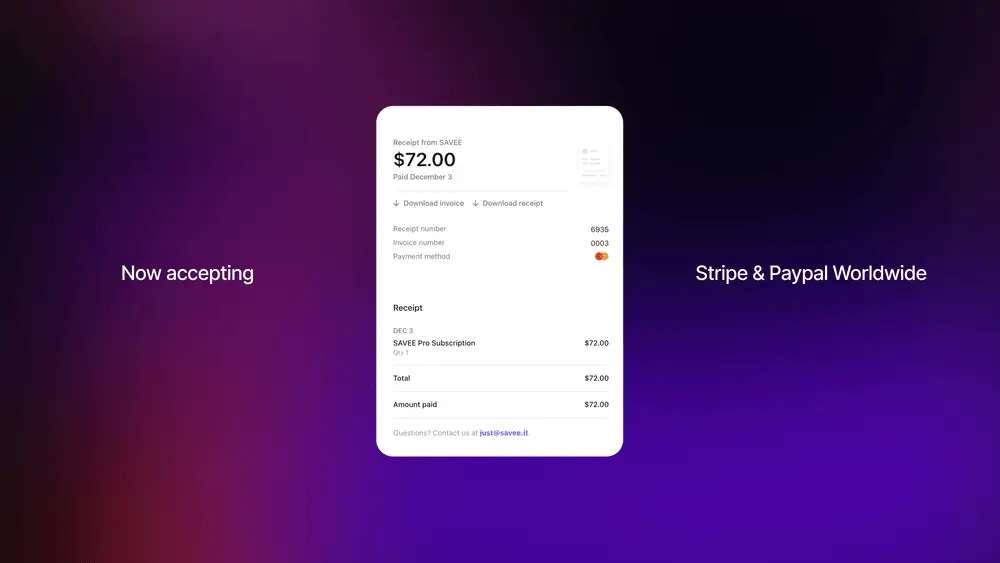 Now accepting
Receipt from SAVEE
$72.00
Paid December 3
Download invoice Download receipt
Receipt number 6935
Invoice number 0003
Payment method
Receipt
DEC 3
SAVEE Pro Subscription $72.00
Qty 1
Total $72.00
Amount paid $72.00
Questions? Contact us at just@savee.it.
Stripe & Paypal Worldwide